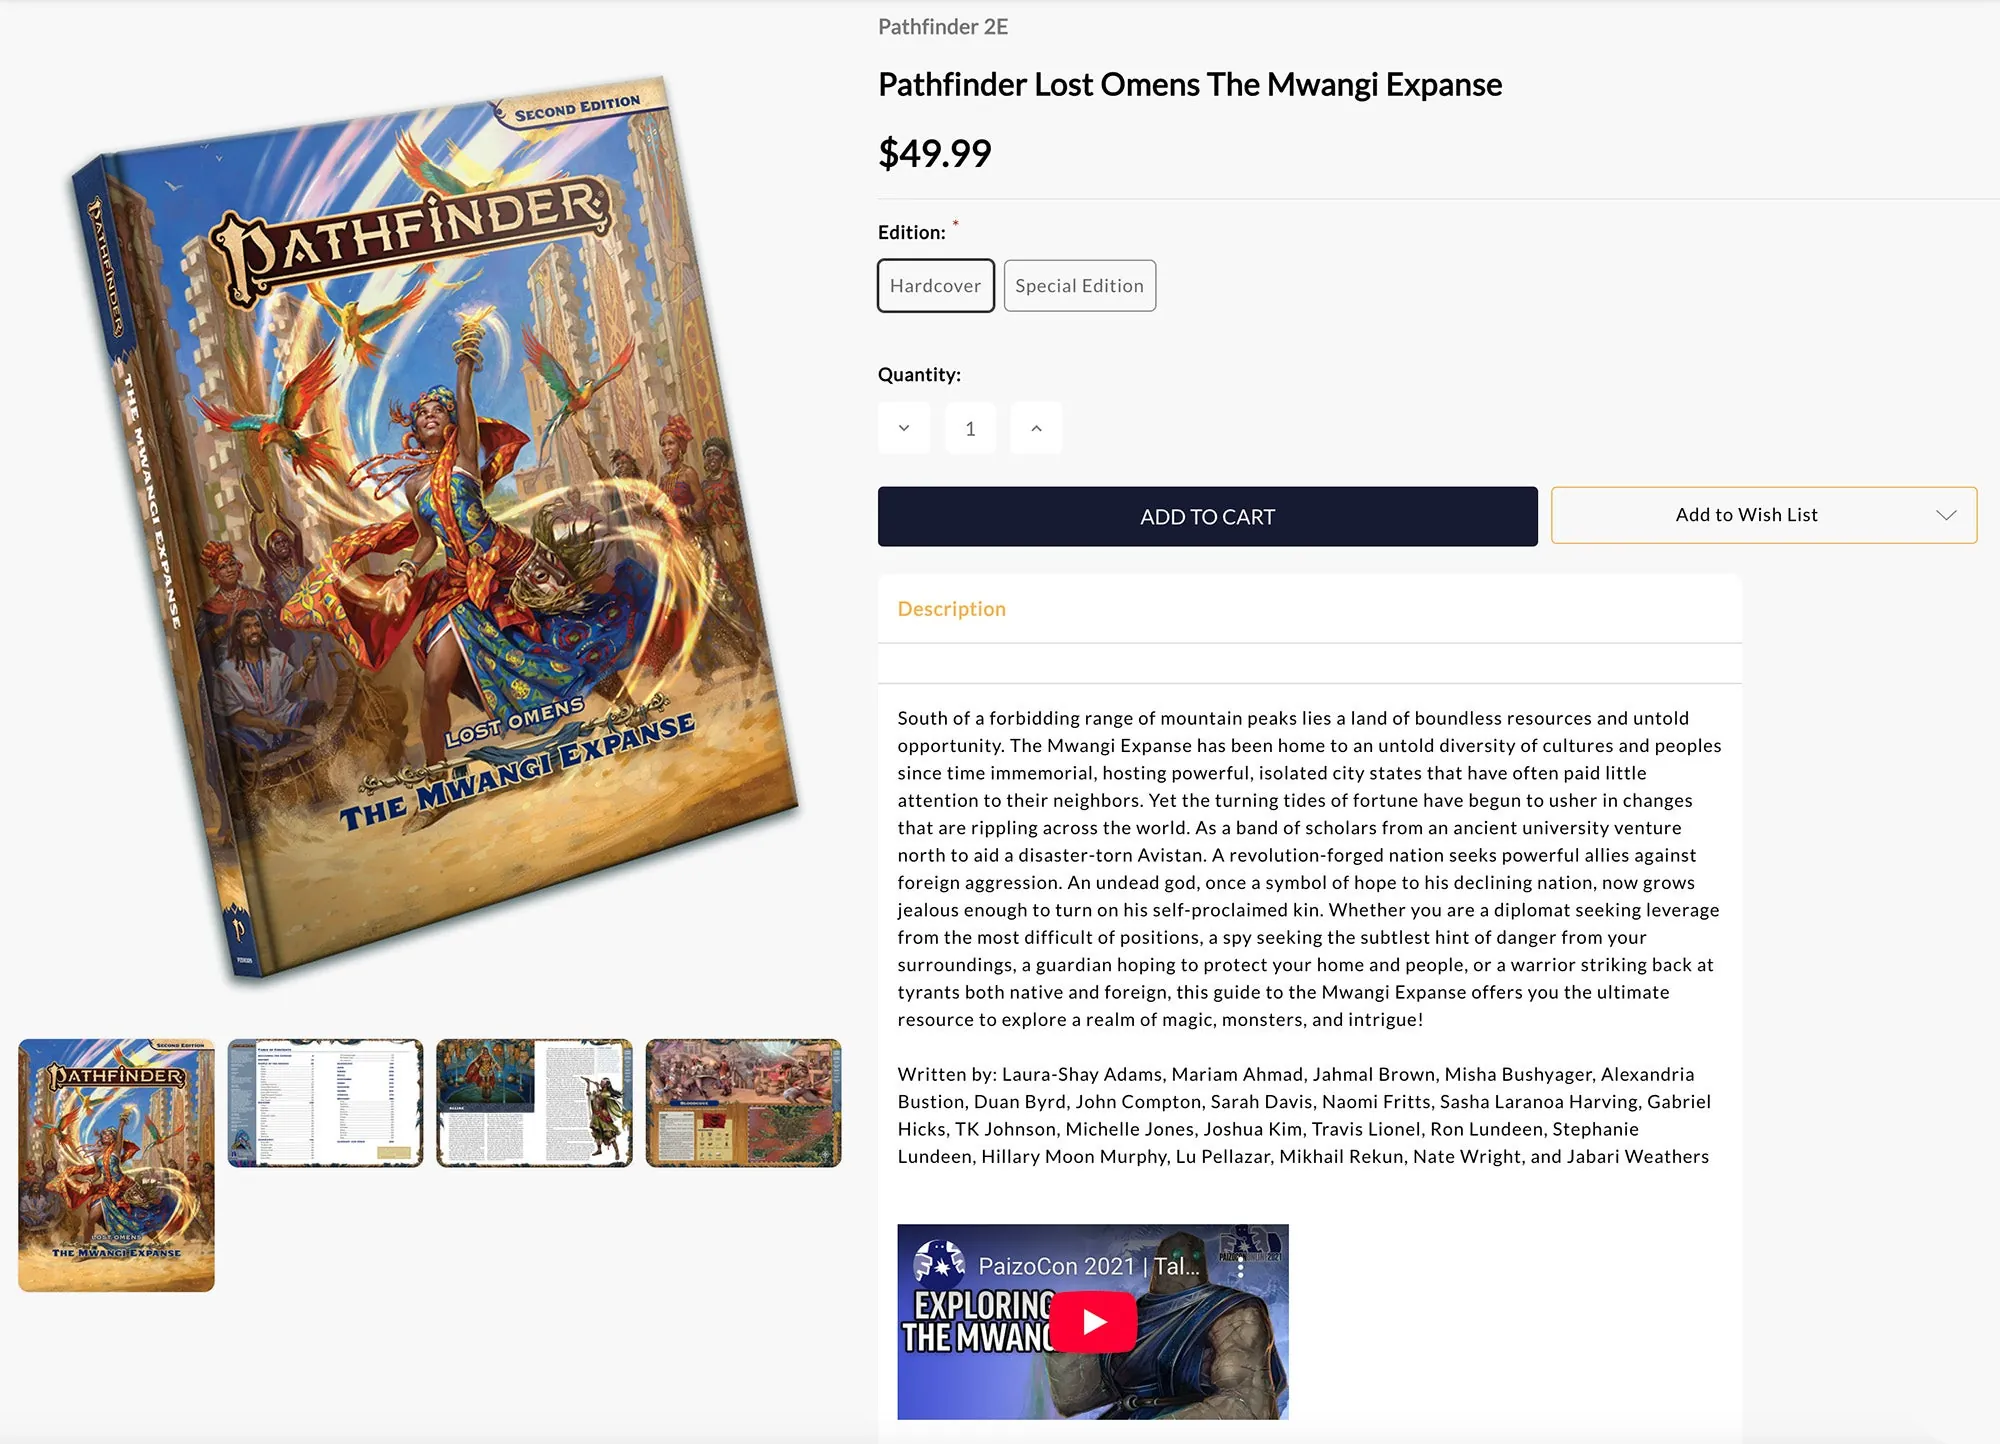 Pathfinder 2E
Pathfinder Lost Omens The Mwangi Expanse
$49.99
Edition: *
Hardcover
Special Edition
Quantity:
1
ADD TO CART
Add to Wish List
Description
South of a forbidding range of mountain peaks lies a land of boundless resources and untold
opportunity. The Mwangi Expanse has been home to an untold diversity of cultures and peoples
since time immemorial, hosting powerful, isolated city states that have often paid little
attention to their neighbors. Yet the turning tides of fortune have begun to usher in changes
that are rippling across the world. As a band of scholars from an ancient university venture
north to aid a disaster-torn Avistan. A revolution-forged nation seeks powerful allies against
foreign aggression. An undead god, once a symbol of hope to his declining nation, now grows
jealous enough to turn on his self-proclaimed kin. Whether you are a diplomat seeking leverage
from the most difficult of positions, a spy seeking the subtlest hint of danger from your
surroundings, a guardian hoping to protect your home and people, or a warrior striking back at
tyrants both native and foreign, this guide to the Mwangi Expanse offers you the ultimate
resource to explore a realm of magic, monsters, and intrigue!
Written by: Laura-Shay Adams, Mariam Ahmad, Jahmal Brown, Misha Bushyager, Alexandria
Bustion, Duan Byrd, John Compton, Sarah Davis, Naomi Fritts, Sasha Laranoa Harving, Gabriel
Hicks, TK Johnson, Michelle Jones, Joshua Kim, Travis Lionel, Ron Lundeen, Stephanie
Lundeen, Hillary Moon Murphy, Lu Pellazar, Mikhail Rekun, Nate Wright, and Jabari Weathers
PaizoCon 2021 | Tal...
EXPLORING
THE MWANG
SECOND EDITION
PATHFINDER
LOST OMENS
THE MWANGI EXPANSE
PATHFINDER
THE MWANGI EXPANSE
SECOND EDITION
PATHFINDER
LOST OMENS
THE MWANGI EXPANSE
TABLE OF CONTENTS
BLOODCOVE